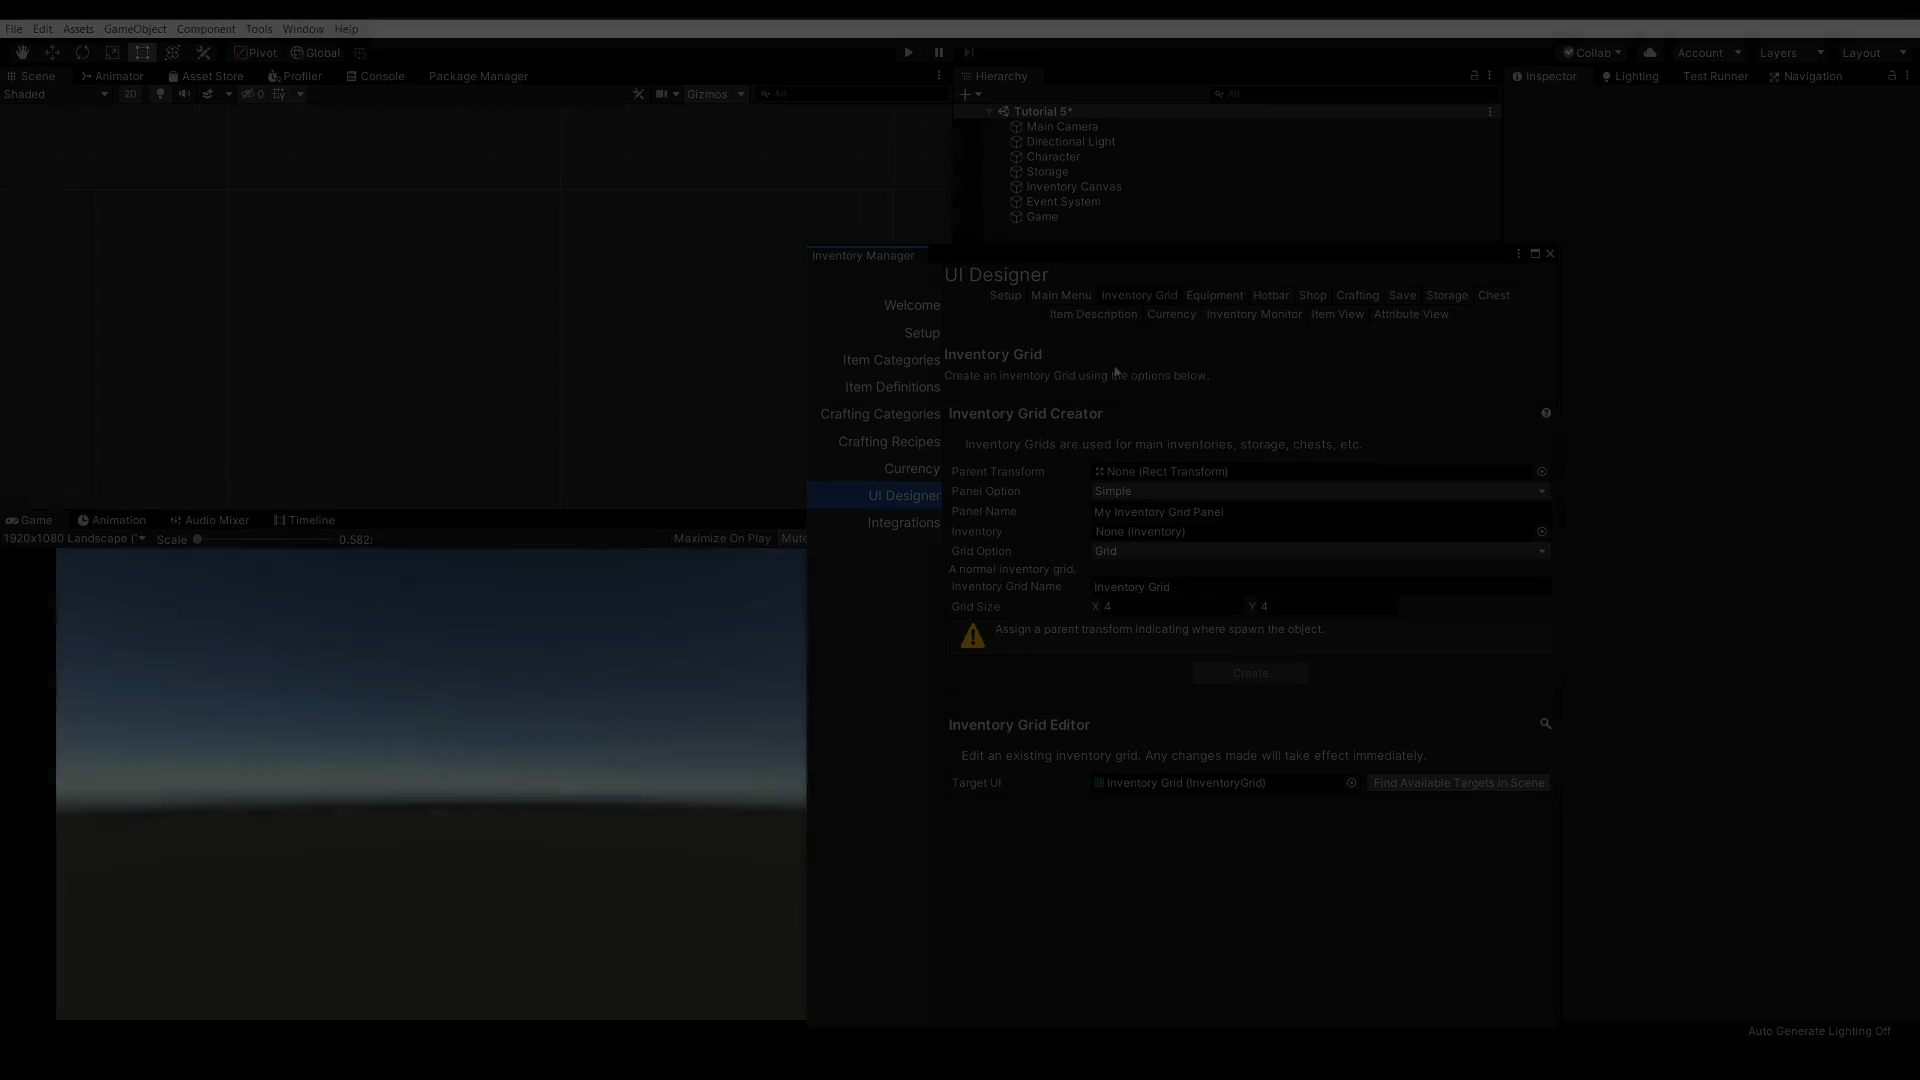 File Edit Assets GameObject Component Tools Window Help
Pivot Global Collab Account Layers Layout
Scene Animator Asset Store Profiler Console Package Manager
Shaded 2D 0 Gizmos All
Hierarchy
All
Tutorial 5*
Main Camera
Directional Light
Character
Storage
Inventory Canvas
Event System
Game
Inspector Lighting Test Runner Navigation
Inventory Manager
Welcome
Setup
Item Categories
Item Definitions
Crafting Categories
Crafting Recipes
Currency
UI Designer
Integrations
UI Designer
Setup Main Menu Inventory Grid Equipment Hotbar Shop Crafting Save Storage Chest
Item Description Currency Inventory Monitor Item View Attribute View
Inventory Grid
Create an inventory Grid using the options below.
Inventory Grid Creator
Inventory Grids are used for main inventories, storage, chests, etc.
Parent Transform None (Rect Transform)
Panel Option Simple
Panel Name My Inventory Grid Panel
Inventory None (Inventory)
Grid Option Grid
A normal inventory grid.
Inventory Grid Name Inventory Grid
Grid Size X 4 Y 4
Assign a parent transform indicating where spawn the object.
Create
Inventory Grid Editor
Edit an existing inventory grid. Any changes made will take effect immediately.
Target UI Inventory Grid (InventoryGrid) Find Available Targets in Scene
Game Animation Audio Mixer Timeline
1920x1080 Landscape (1 Scale 0.582: Maximize On Play Mute
Auto Generate Lighting Off